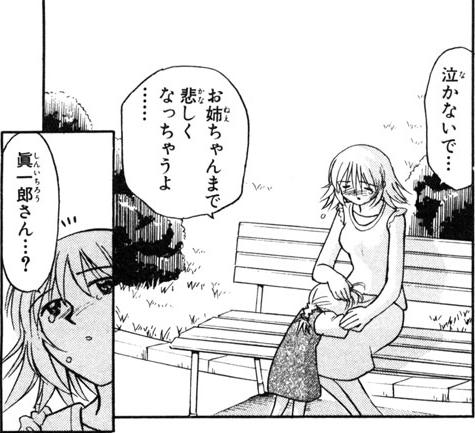 泣かないで…
お姉ちゃんまで
悲しく
なっちゃうよ
……
眞一郎
さん…？